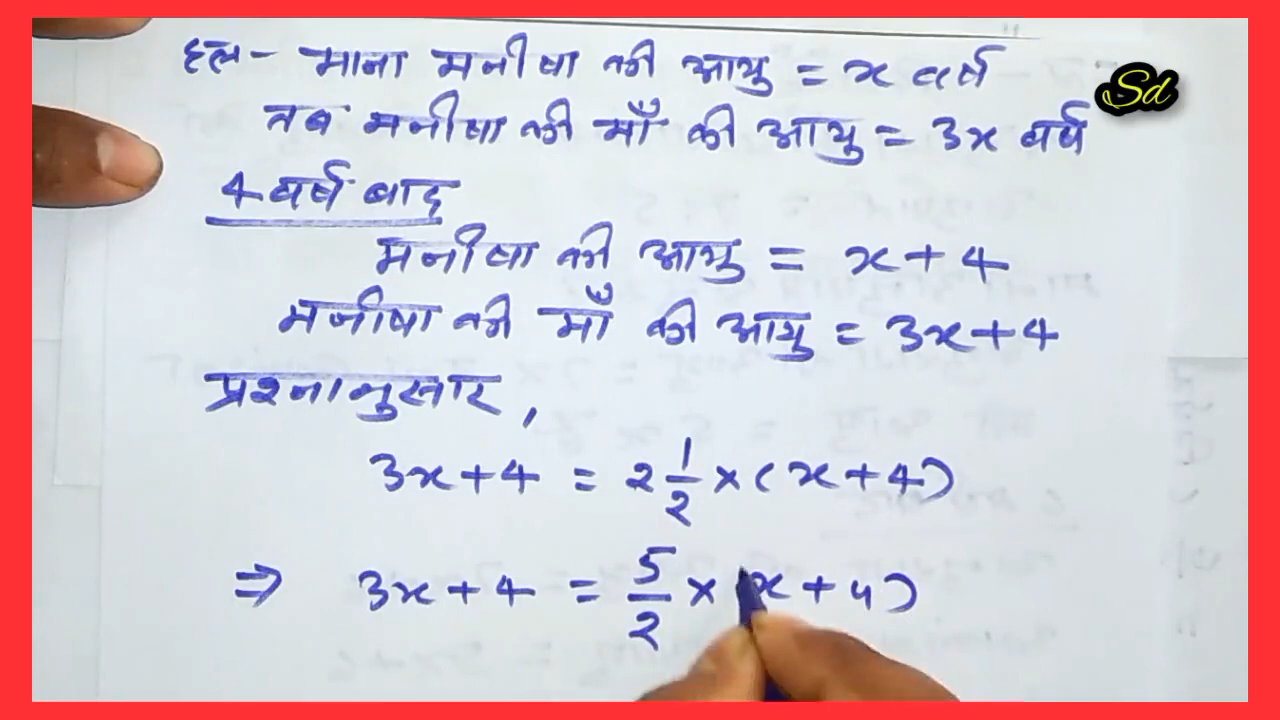 हल- माना मनीषा की आयु = x वर्ष
Sd
तब मनीषा की माँ की आयु = 3x वर्ष
4 वर्ष बाद
मनीषा की आयु = x + 4
मनीषा की माँ की आयु = 3x + 4
प्रश्नानुसार,
3x + 4 = 2 1/2 × (x + 4)
⇒ 3x + 4 = 5/2 × (x + 4)